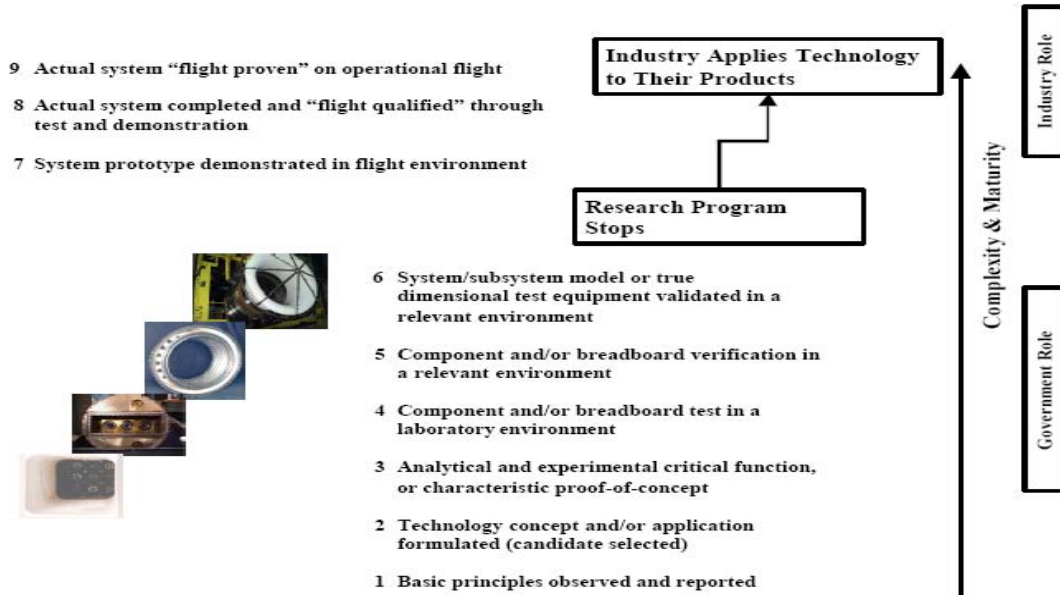 9 Actual system “flight proven” on operational flight
8 Actual system completed and “flight qualified” through
test and demonstration
7 System prototype demonstrated in flight environment
Industry Applies Technology
to Their Products
Research Program
Stops
6 System/subsystem model or true
dimensional test equipment validated in a
relevant environment
5 Component and/or breadboard verification in
a relevant environment
4 Component and/or breadboard test in a
laboratory environment
3 Analytical and experimental critical function,
or characteristic proof-of-concept
2 Technology concept and/or application
formulated (candidate selected)
1 Basic principles observed and reported
Complexity & Maturity
Industry Role
Government Role